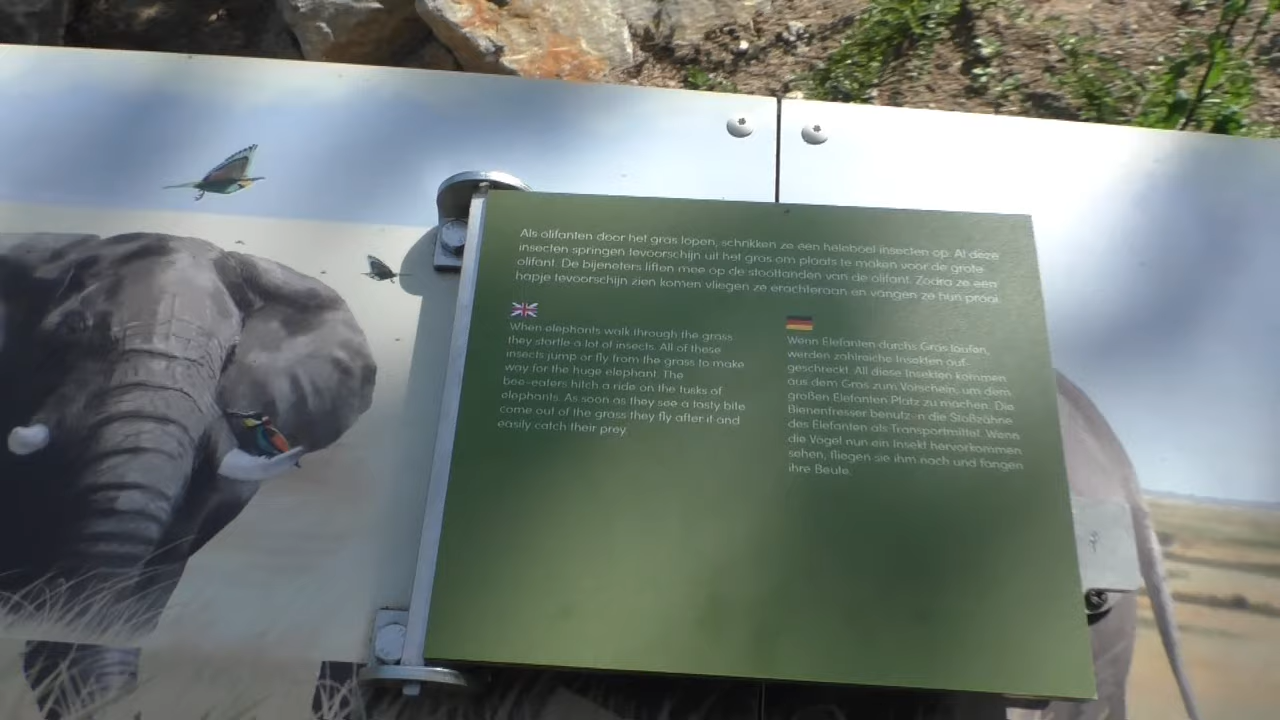 Als olifanten door het gras lopen, schrikken ze een heleboel insecten op. Al deze
insecten springen tevoorschijn uit het gras om plaats te maken voor de grote
olifant. De bijeneters liften mee op de stoottanden van de olifant. Zodra ze een
hapje tevoorschijn zien komen vliegen ze erachteraan en vangen ze hun prooi.
When elephants walk through the grass
they startle a lot of insects. All of these
insects jump or fly from the grass to make
way for the huge elephant. The
bee-eaters hitch a ride on the tusks of
elephants. As soon as they see a tasty bite
come out of the grass they fly after it and
easily catch their prey.
Wenn Elefanten durchs Gras laufen,
werden zahlreiche Insekten auf-
geschreckt. All diese Insekten kommen
aus dem Gras zum Vorschein, um dem
großen Elefanten Platz zu machen. Die
Bienenfresser benutz n die Stoßzähne
des Elefanten als Transportmittel. Wenn
die Vögel nun ein Insekt hervorkommen
sehen, fliegen sie ihm nach und fangen
ihre Beute.